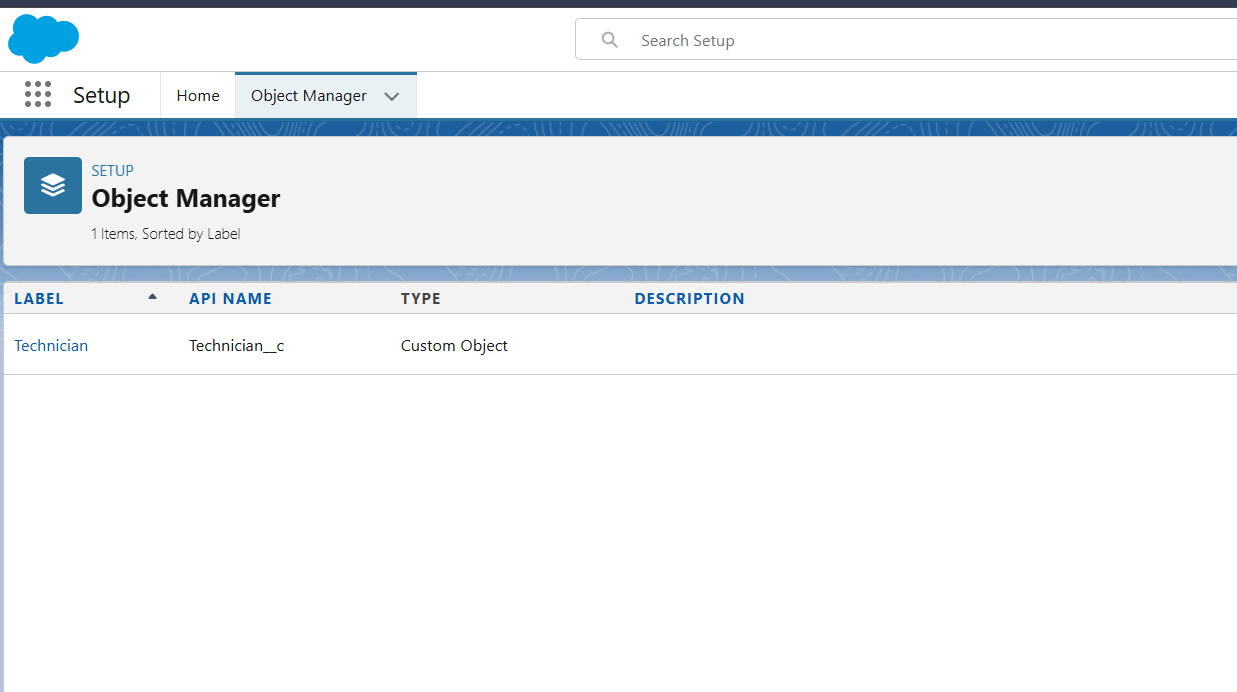 Search Setup
Setup Home Object Manager
SETUP
Object Manager
1 Items, Sorted by Label
LABEL API NAME TYPE DESCRIPTION
Technician Technician__c Custom Object